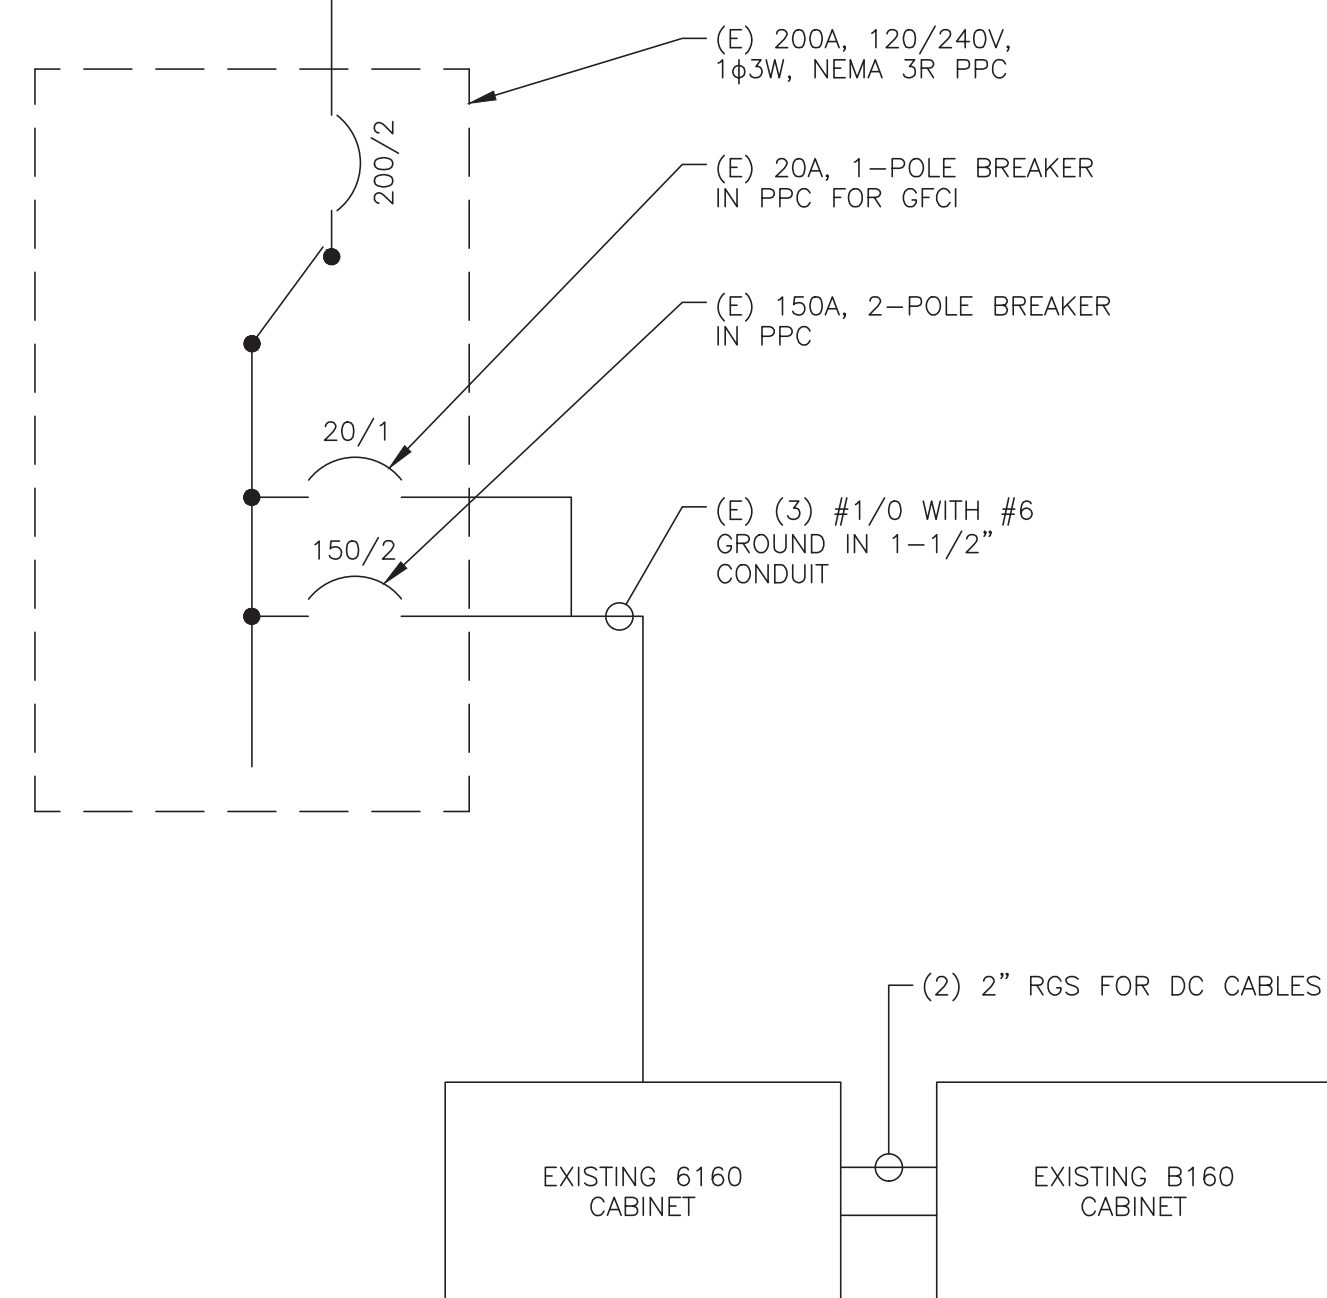 (E) 200A, 120/240V,
1ϕ3W, NEMA 3R PPC
200/2
(E) 20A, 1-POLE BREAKER
IN PPC FOR GFCI
(E) 150A, 2-POLE BREAKER
IN PPC
20/1
150/2
(E) (3) #1/0 WITH #6
GROUND IN 1-1/2”
CONDUIT
(2) 2” RGS FOR DC CABLES
EXISTING 6160
CABINET
EXISTING B160
CABINET